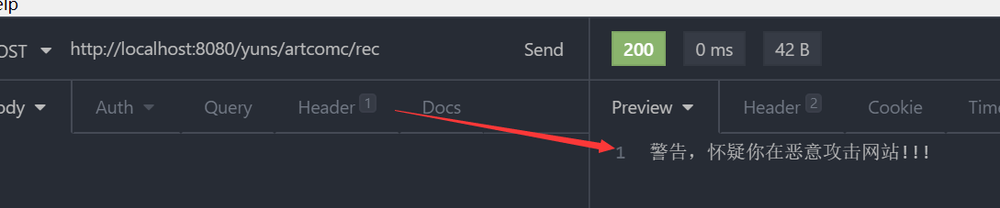 elp
OST http://localhost:8080/yuns/artcomc/rec Send 200 0 ms 42 B
ody Auth Query Header 1 Docs Preview Header 2 Cookie Time
1 警告，怀疑你在恶意攻击网站!!!